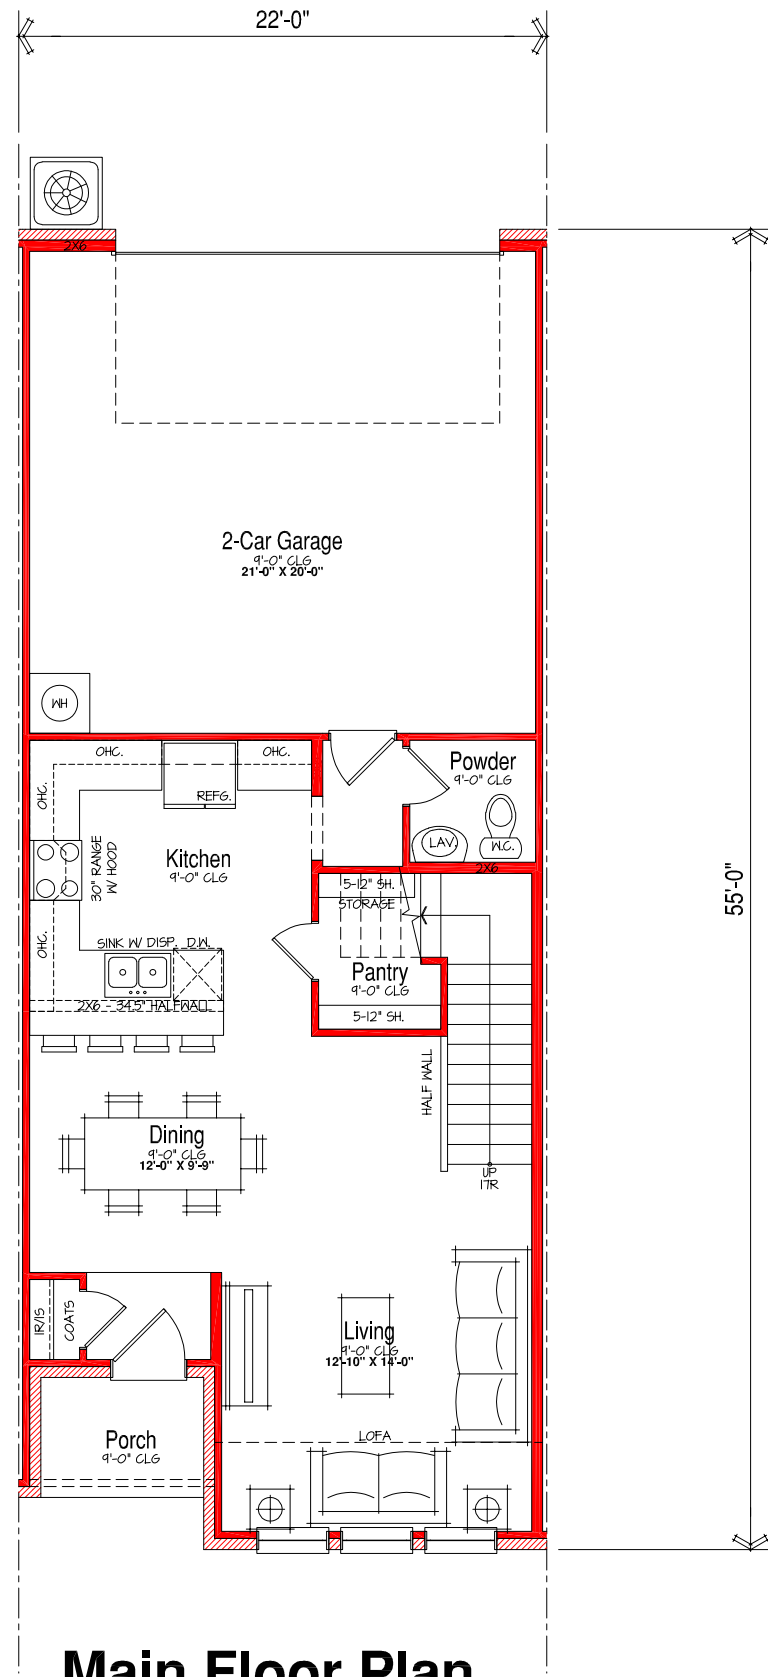 22'-0"
2X6
2-Car Garage
9'-0" CLG
21'-0" X 20'-0"
WH
OHC.
OHC.
Powder
9'-0" CLG
REFG.
OHC.
LAV.
W.C.
30" RANGE
W/ HOOD
Kitchen
9'-0" CLG
2X6
5-12" SH.
STORAGE
55'-0"
OHC.
SINK W/ DISP.
D.W.
Pantry
9'-0" CLG
2X6 - 34.5" HALFWALL
5-12" SH.
HALF WALL
Dining
9'-0" CLG
12'-0" X 9'-9"
UP
17R
1R/1S
COATS
Living
9'-0" CLG
12'-10" X 14'-0"
Porch
9'-0" CLG
LOFA
Main Floor Plan